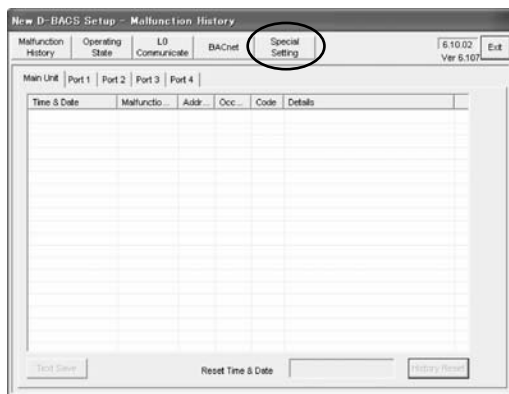 New D-BACS Setup - Malfunction History
Malfunction History
Operating State
L0 Communicate
BACnet
Special Setting
6.10.02
Ver 6.107
Exit
Main Unit
Port 1
Port 2
Port 3
Port 4
Time & Date
Malfunctio...
Addr...
Occ...
Code
Details
Text Save
Reset Time & Date
History Reset